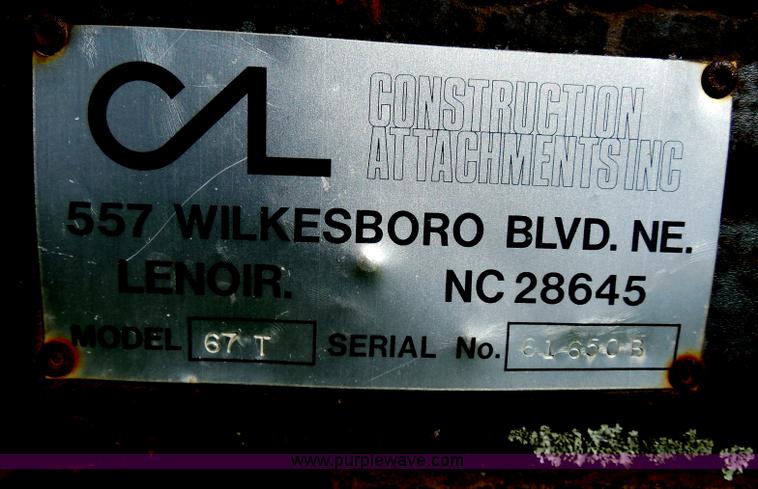 CAL
CONSTRUCTION
ATTACHMENTS INC
557 WILKESBORO BLVD. NE.
LENOIR. NC 28645
MODEL 67 T SERIAL No. 61650B
www.purplewave.com